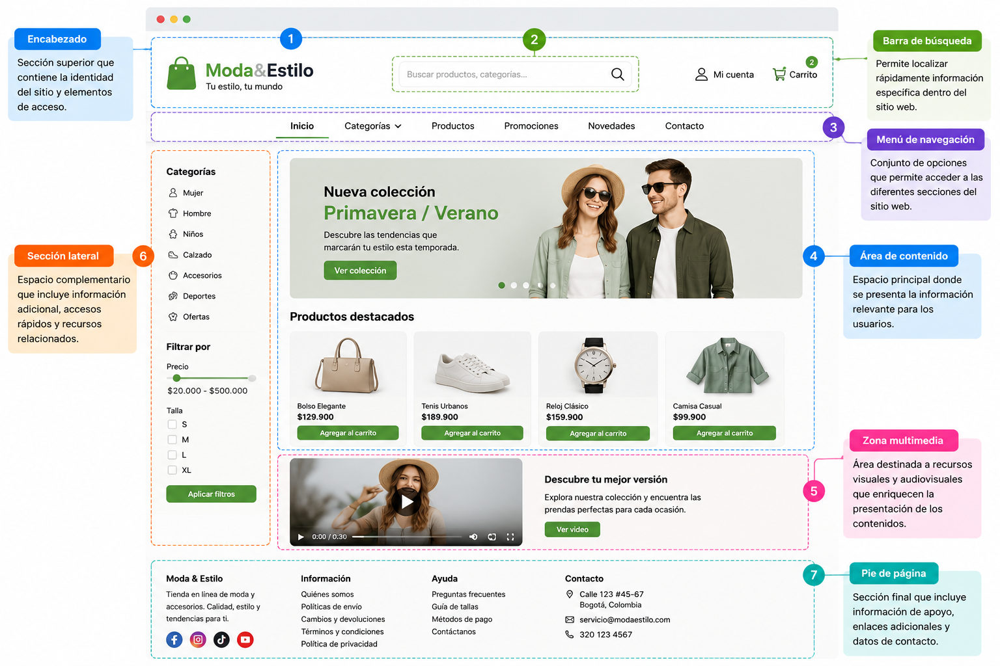 Encabezado
Sección superior que
contiene la identidad
del sitio y elementos
de acceso.
1
2
Moda&Estilo
Tu estilo, tu mundo
Buscar productos, categorías...
Mi cuenta
2
Carrito
Barra de búsqueda
Permite localizar
rápidamente información
específica dentro del
sitio web.
Inicio
Categorías
Productos
Promociones
Novedades
Contacto
3
Menú de navegación
Conjunto de opciones
que permite acceder a las
diferentes secciones del
sitio web.
Sección lateral
6
Espacio complementario
que incluye información
adicional, accesos
rápidos y recursos
relacionados.
Categorías
Mujer
Hombre
Niños
Calzado
Accesorios
Deportes
Ofertas
Filtrar por
Precio
$20.000 - $500.000
Talla
S
M
L
XL
Aplicar filtros
Nueva colección
Primavera / Verano
Descubre las tendencias que
marcarán tu estilo esta temporada.
Ver colección
4
Área de contenido
Espacio principal donde
se presenta la información
relevante para los
usuarios.
Productos destacados
Bolso Elegante
$129.900
Agregar al carrito
Tenis Urbanos
$189.900
Agregar al carrito
Reloj Clásico
$159.900
Agregar al carrito
Camisa Casual
$99.900
Agregar al carrito
0:00 / 0:30
Descubre tu mejor versión
Explora nuestra colección y encuentra las
prendas perfectas para cada ocasión.
Ver video
5
Zona multimedia
Área destinada a recursos
visuales y audiovisuales
que enriquecen la
presentación de los
contenidos.
Moda & Estilo
Tienda en línea de moda y
accesorios. Calidad, estilo y
tendencias para ti.
Información
Quiénes somos
Políticas de envío
Cambios y devoluciones
Términos y condiciones
Política de privacidad
Ayuda
Preguntas frecuentes
Guía de tallas
Métodos de pago
Contáctanos
Contacto
Calle 123 #45-67
Bogotá, Colombia
servicio@modaestilo.com
320 123 4567
7
Pie de página
Sección final que incluye
información de apoyo,
enlaces adicionales y
datos de contacto.